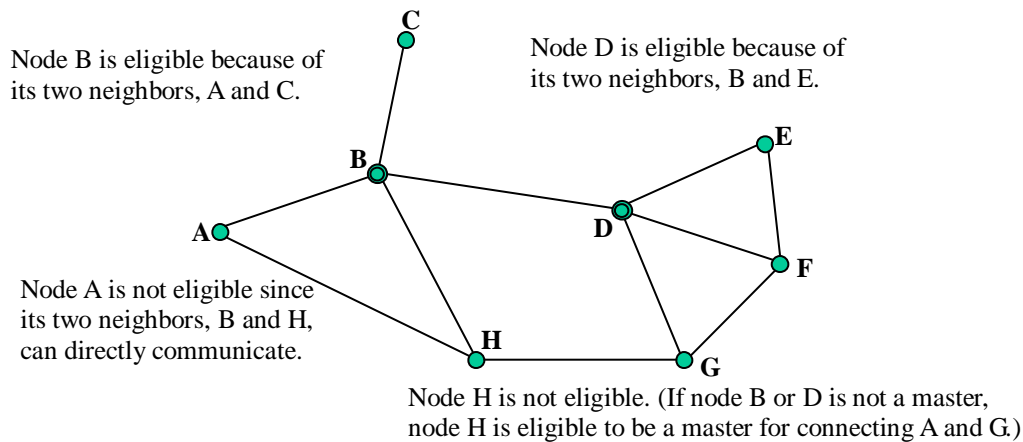 C
Node B is eligible because of
its two neighbors, A and C.
Node D is eligible because of
its two neighbors, B and E.
E
B
D
A
F
Node A is not eligible since
its two neighbors, B and H,
can directly communicate.
H
G
Node H is not eligible. (If node B or D is not a master,
node H is eligible to be a master for connecting A and G.)